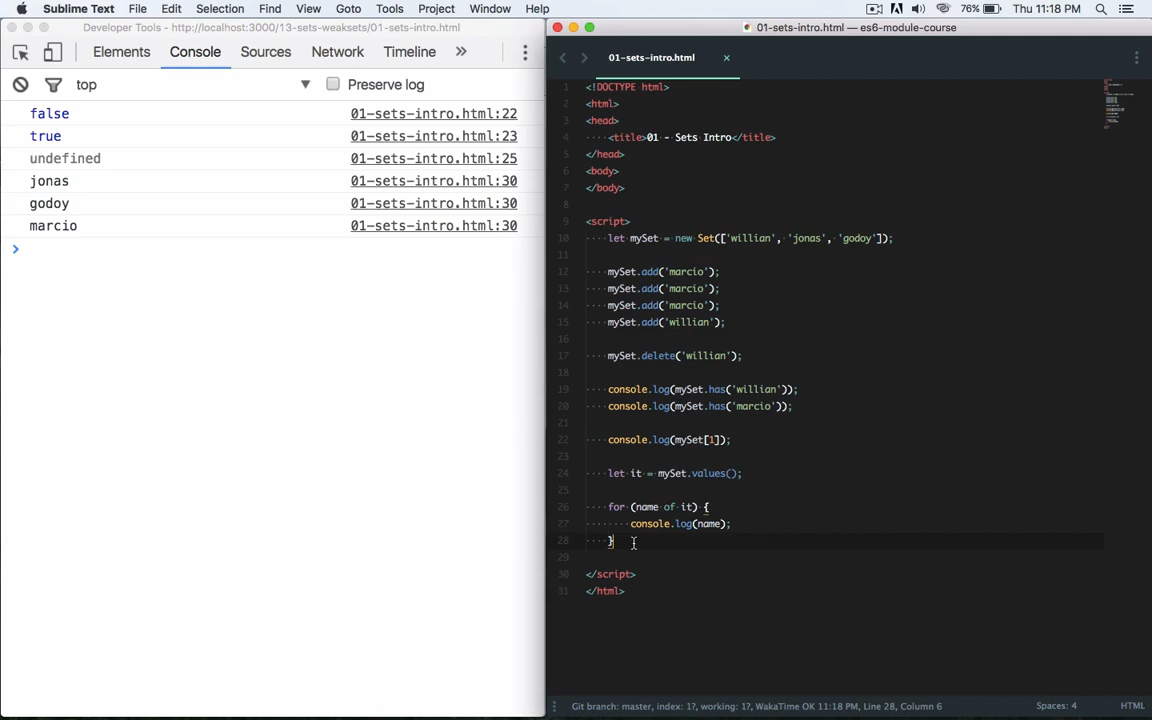 Sublime Text File Edit Selection Find View Goto Tools Project Window Help 76% Thu 11:18 PM
Developer Tools - http://localhost:3000/13-sets-weaksets/01-sets-intro.html
Elements Console Sources Network Timeline »
top ▼ Preserve log
false 01-sets-intro.html:22
true 01-sets-intro.html:23
undefined 01-sets-intro.html:25
jonas 01-sets-intro.html:30
godoy 01-sets-intro.html:30
marcio 01-sets-intro.html:30
01-sets-intro.html — es6-module-course
01-sets-intro.html ×
1 <!DOCTYPE html>
2 <html>
3 <head>
4 <title>01 - Sets Intro</title>
5 </head>
6 <body>
7 </body>
8
9 <script>
10 let mySet = new Set(['willian', 'jonas', 'godoy']);
11
12 mySet.add('marcio');
13 mySet.add('marcio');
14 mySet.add('marcio');
15 mySet.add('willian');
16
17 mySet.delete('willian');
18
19 console.log(mySet.has('willian'));
20 console.log(mySet.has('marcio'));
21
22 console.log(mySet[1]);
23
24 let it = mySet.values();
25
26 for (name of it) {
27 console.log(name);
28 }
29
30 </script>
31 </html>
Git branch: master, index: 1?, working: 1?, WakaTime OK 11:18 PM, Line 28, Column 6 Spaces: 4 HTML